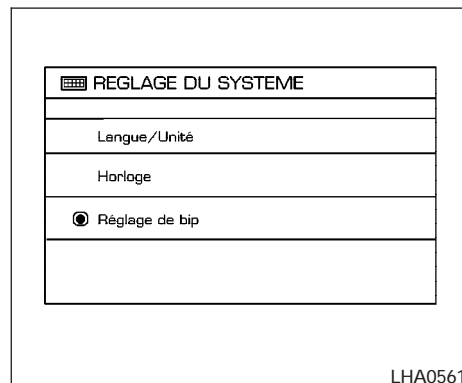 REGLAGE DU SYSTEME
Langue/Unité
Horloge
Réglage de bip
LHA0561